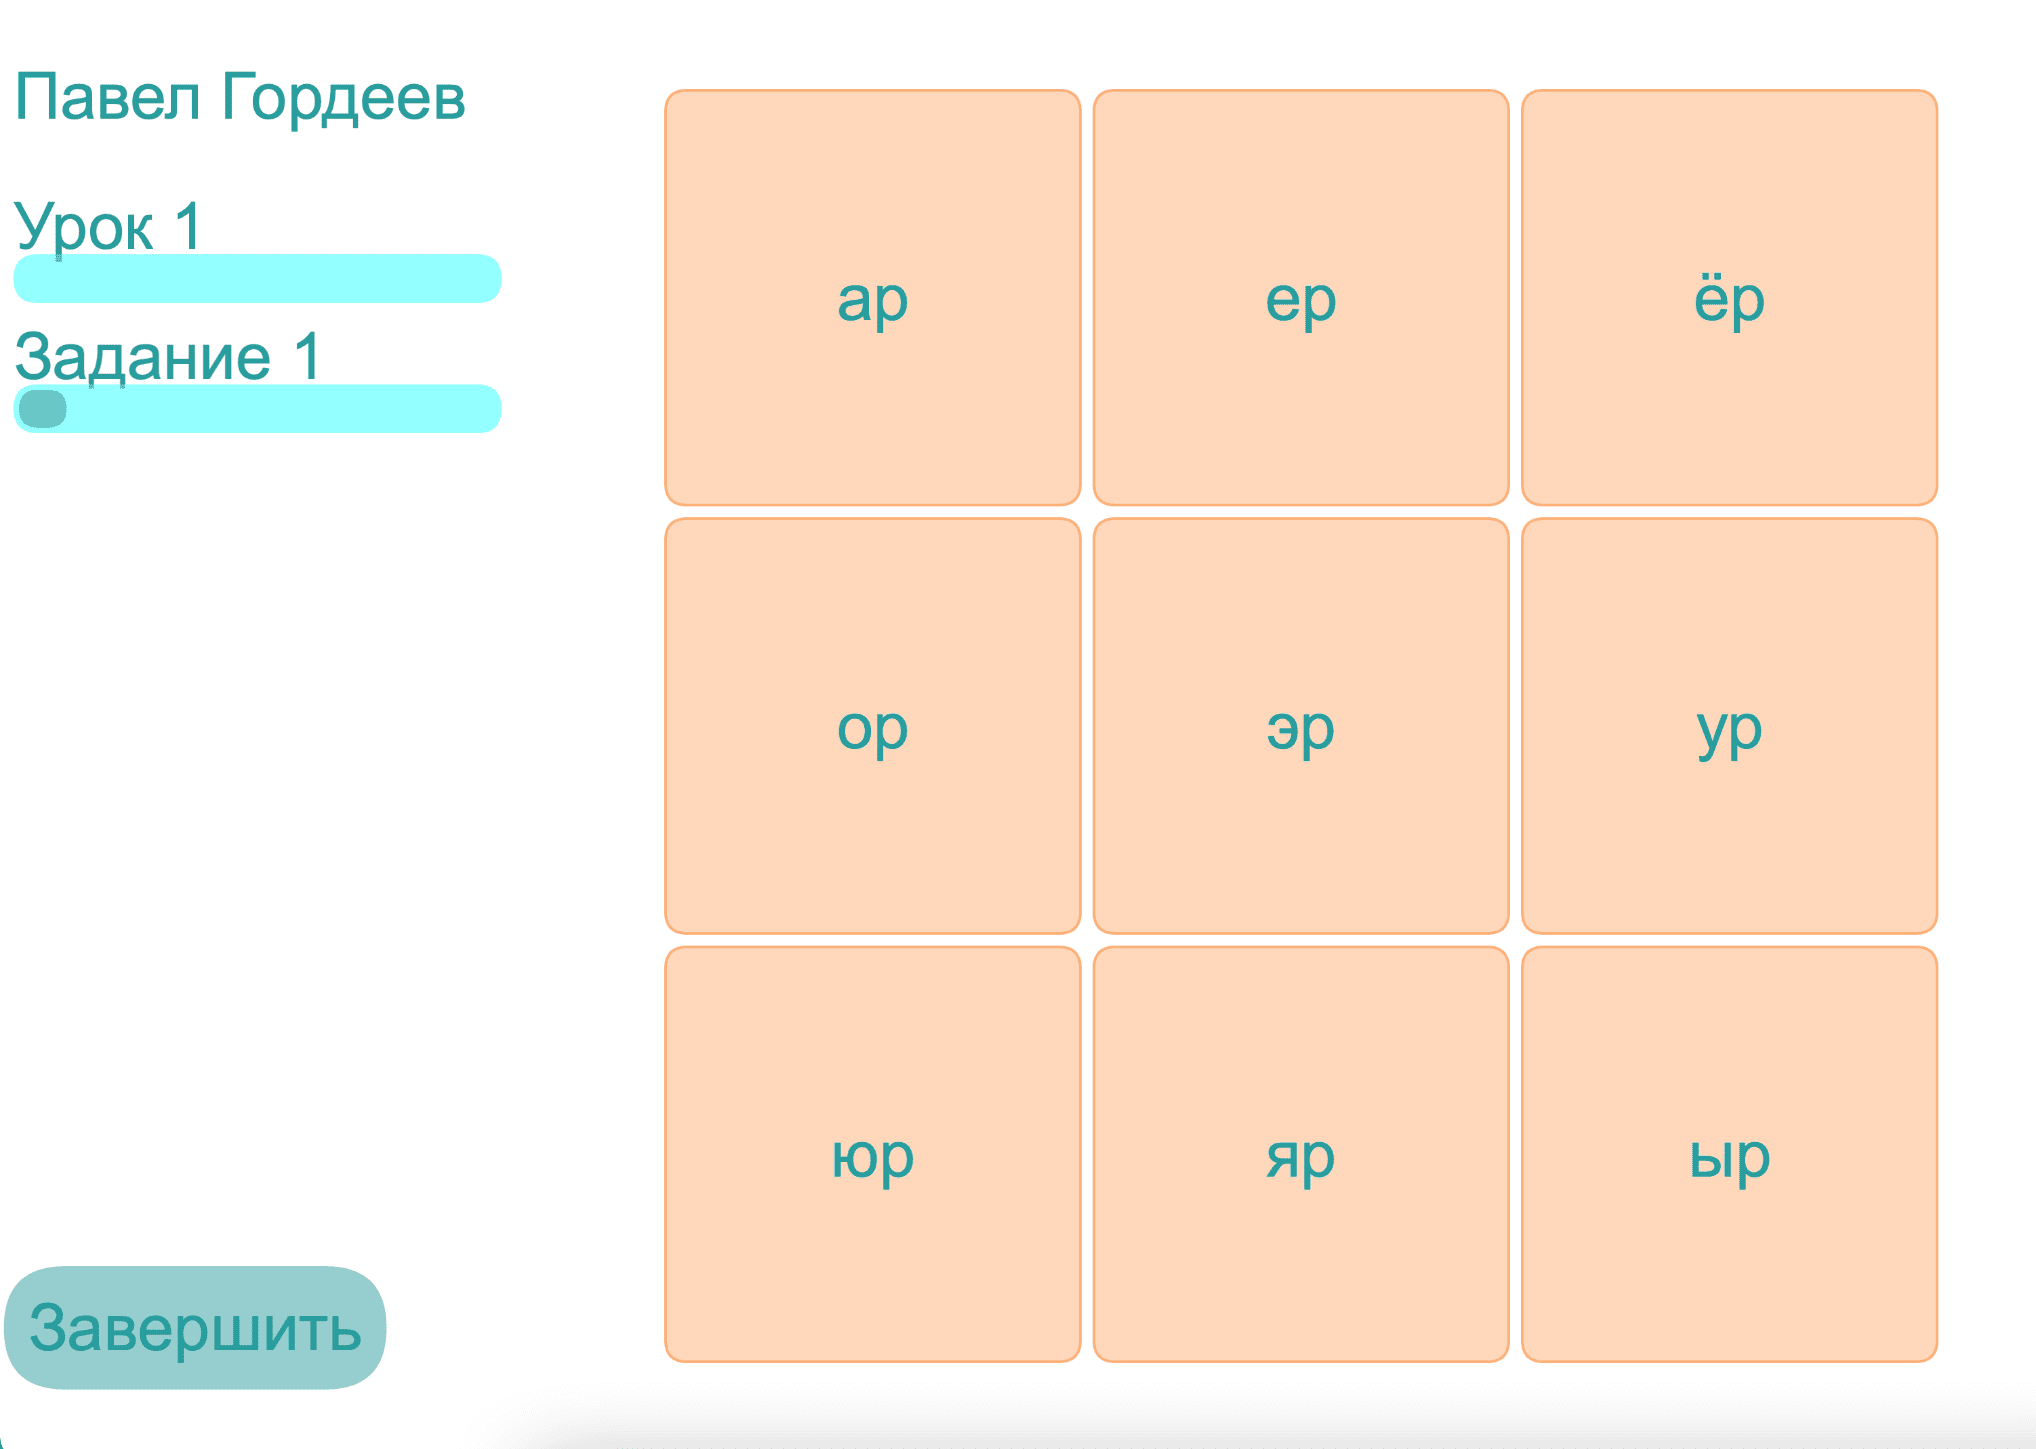 Павел Гордеев
Урок 1
Задание 1
ар ер ёр
ор эр ур
юр яр ыр
Завершить